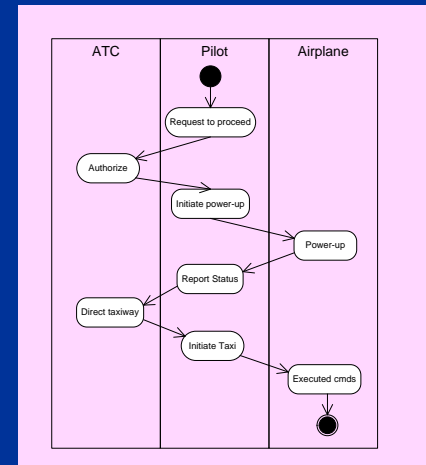 ATC Pilot Airplane
Request to proceed
Authorize
Initiate power-up
Power-up
Report Status
Direct taxiway
Initiate Taxi
Executed cmds